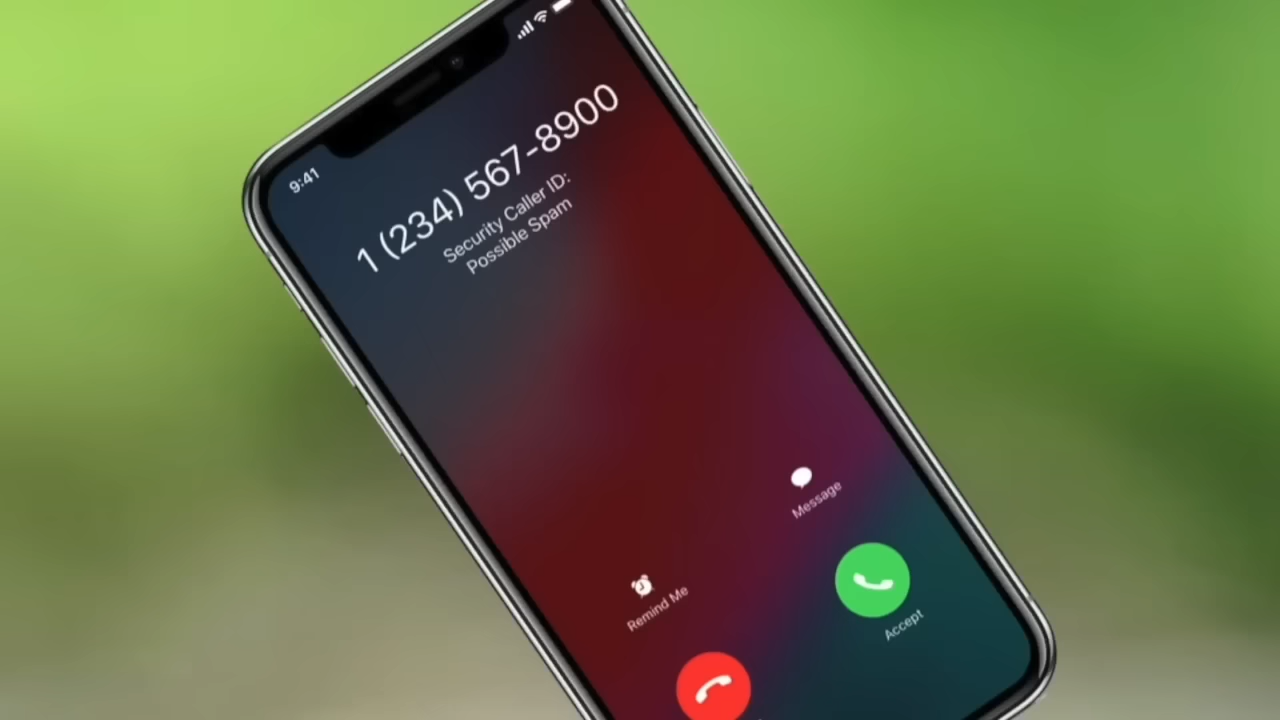 9:41
1 (234) 567-8900
Security Caller ID:
Possible Spam
Message
Remind Me
Accept